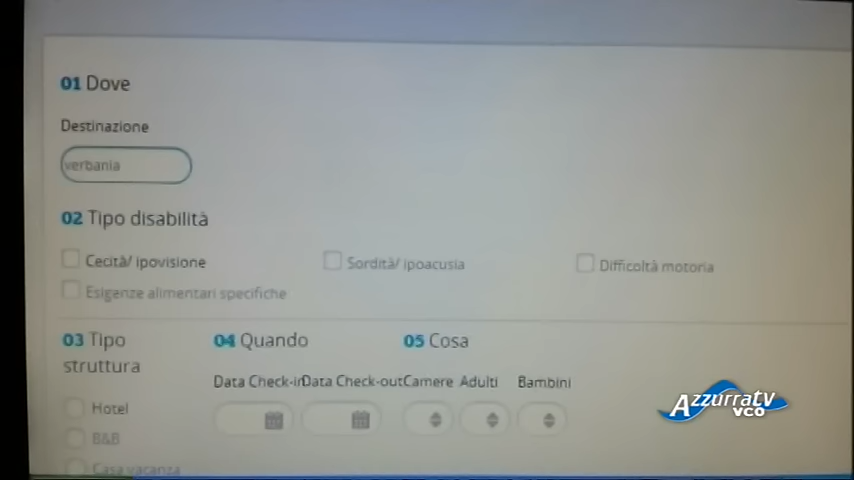 01 Dove
Destinazione
verbania
02 Tipo disabilità
Cecità/ ipovisione
Sordità/ ipoacusia
Difficoltà motoria
Esigenze alimentari specifiche
03 Tipo struttura
Hotel
B&B
Casa vacanza
04 Quando
Data Check-in
Data Check-out
05 Cosa
Camere
Adulti
Bambini
Azzurratv
vco